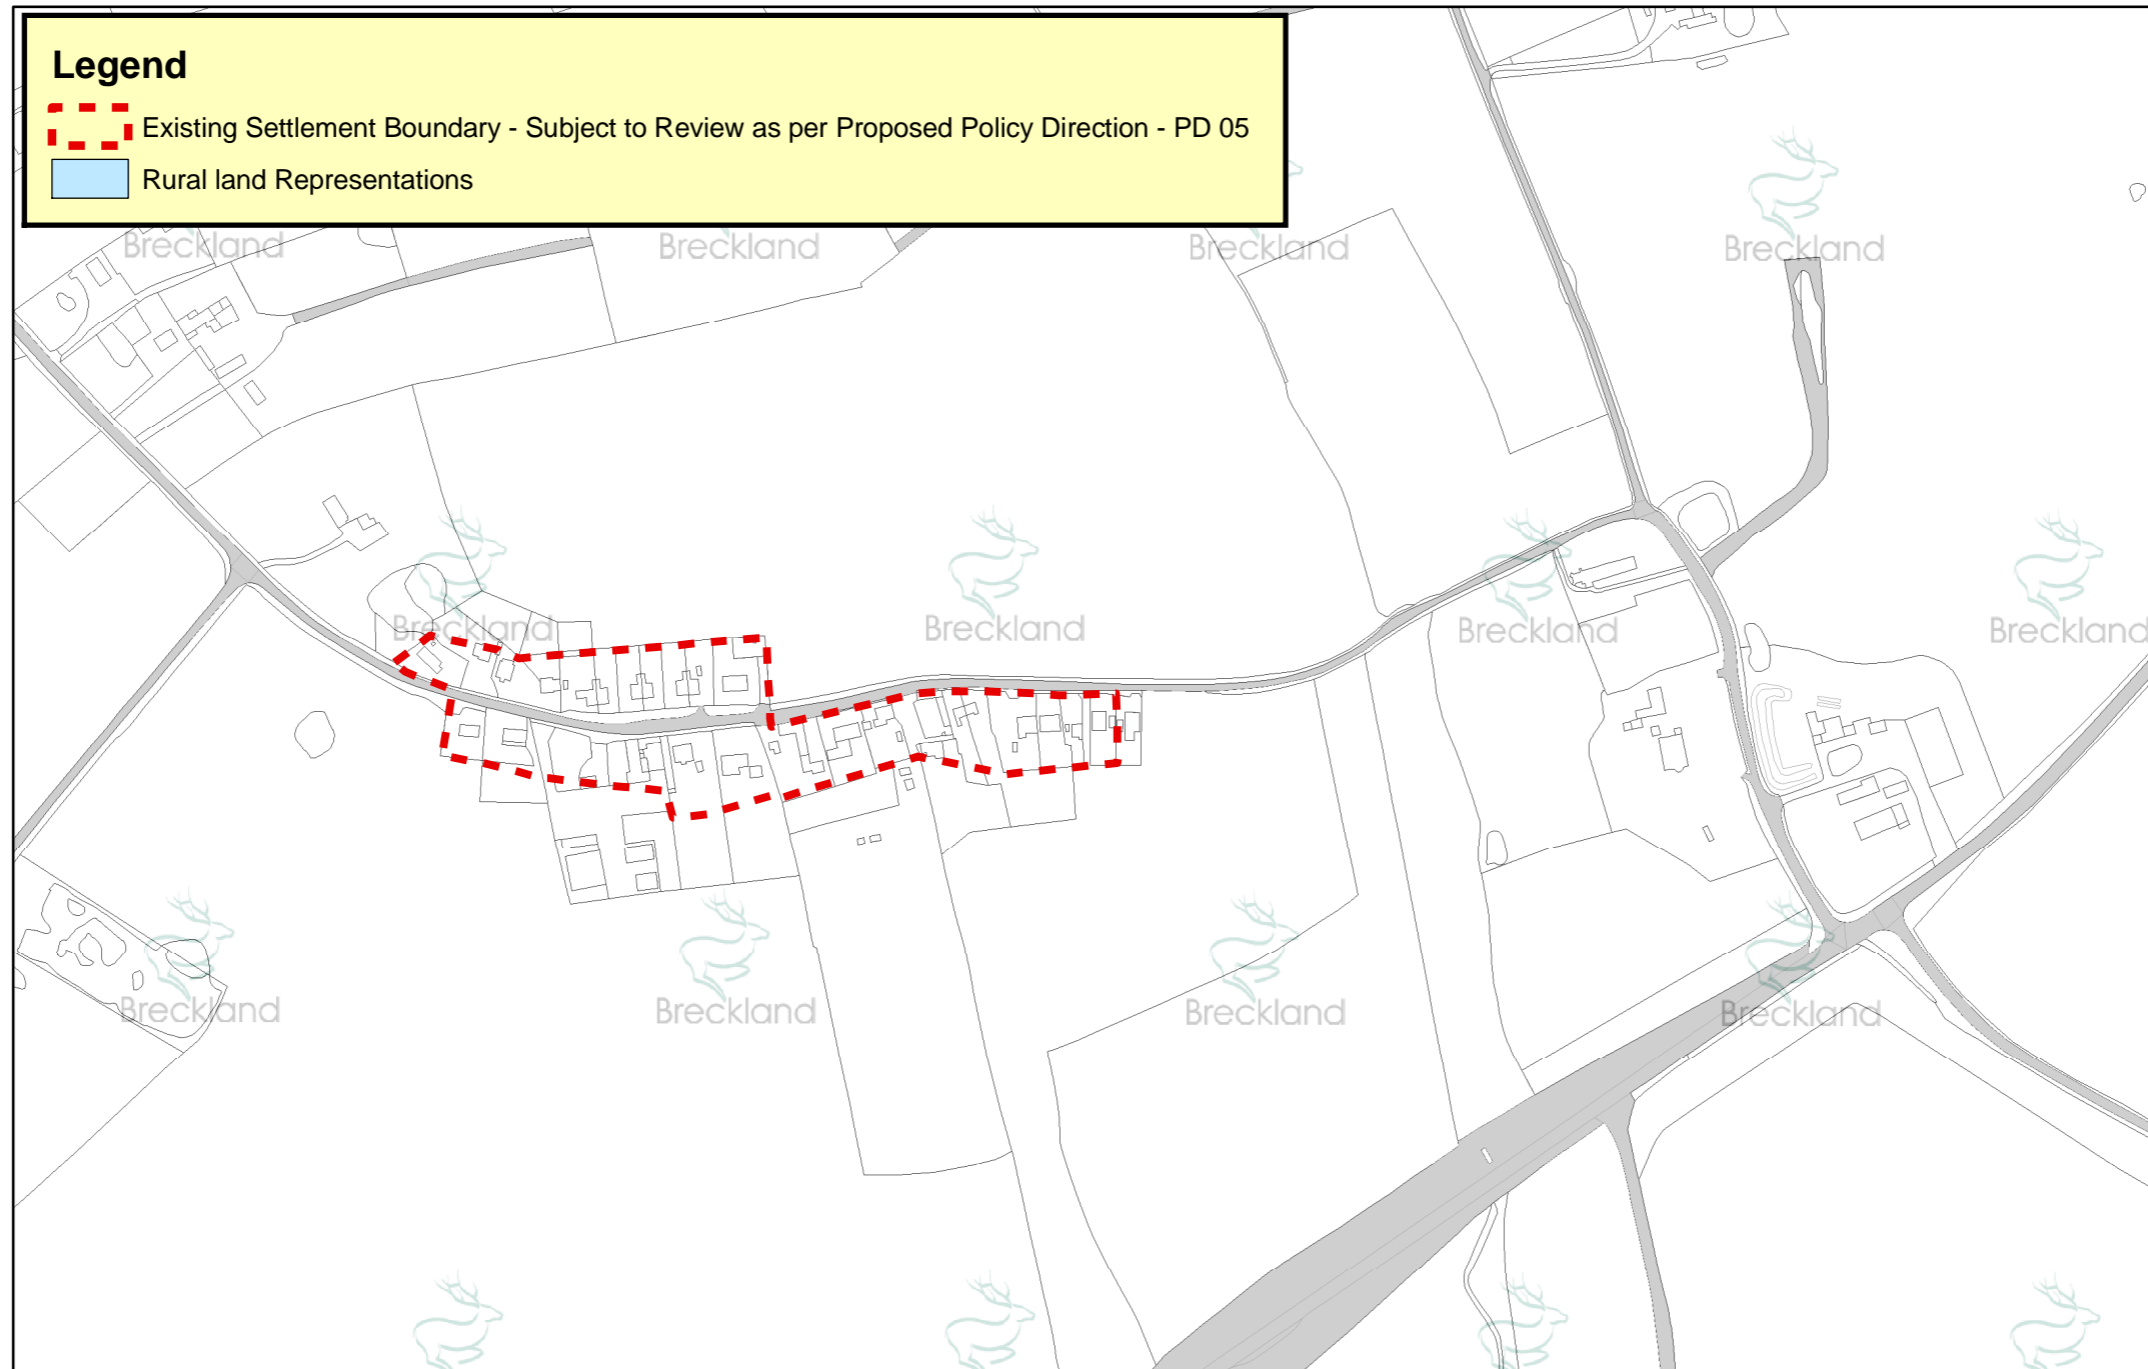 Legend
Existing Settlement Boundary - Subject to Review as per Proposed Policy Direction - PD 05
Rural land Representations
Breckland
Breckland
Breckland
Breckland
Breckland
Breckland
Breckland
Breckland
Breckland
Breckland
Breckland
Breckland